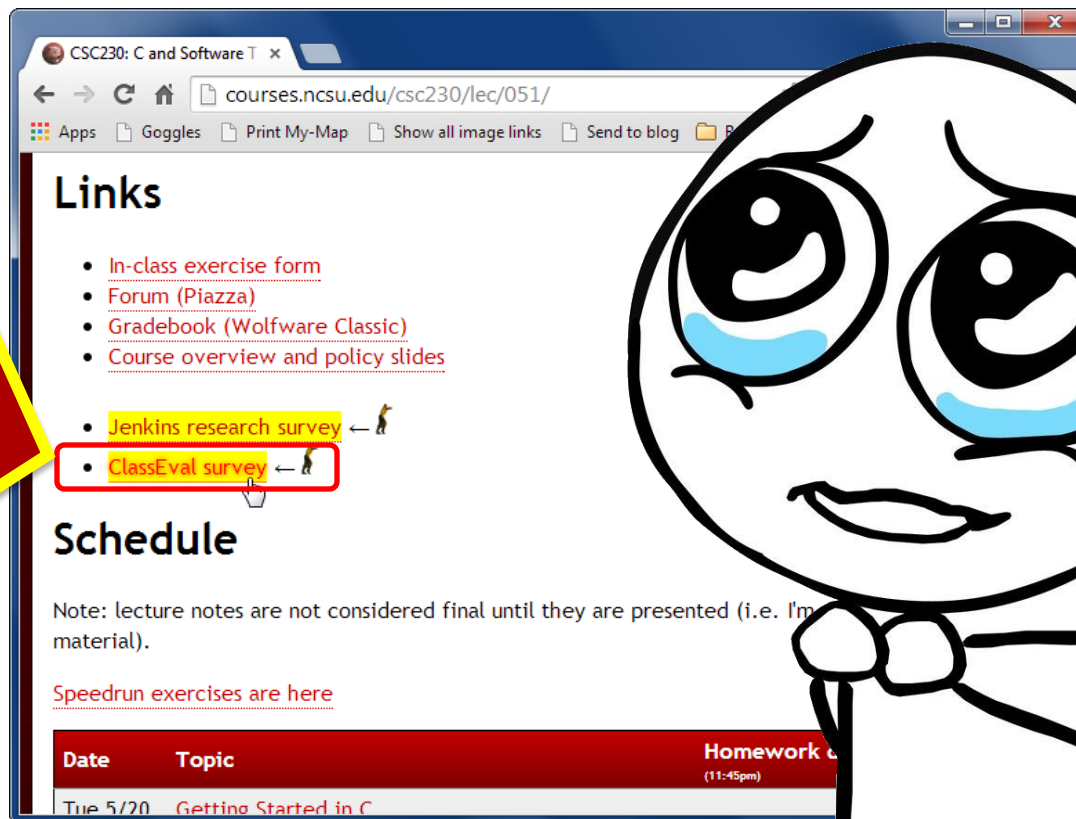 CSC230: C and Software T
courses.ncsu.edu/csc230/lec/051/
Apps Goggles Print My-Map Show all image links Send to blog
Links
In-class exercise form
Forum (Piazza)
Gradebook (Wolfware Classic)
Course overview and policy slides
Jenkins research survey ←
ClassEval survey ←
Schedule
Note: lecture notes are not considered final until they are presented (i.e. I'm
material).
Speedrun exercises are here
Date Topic Homework
(11:45pm)
Tue 5/20 Getting Started in C